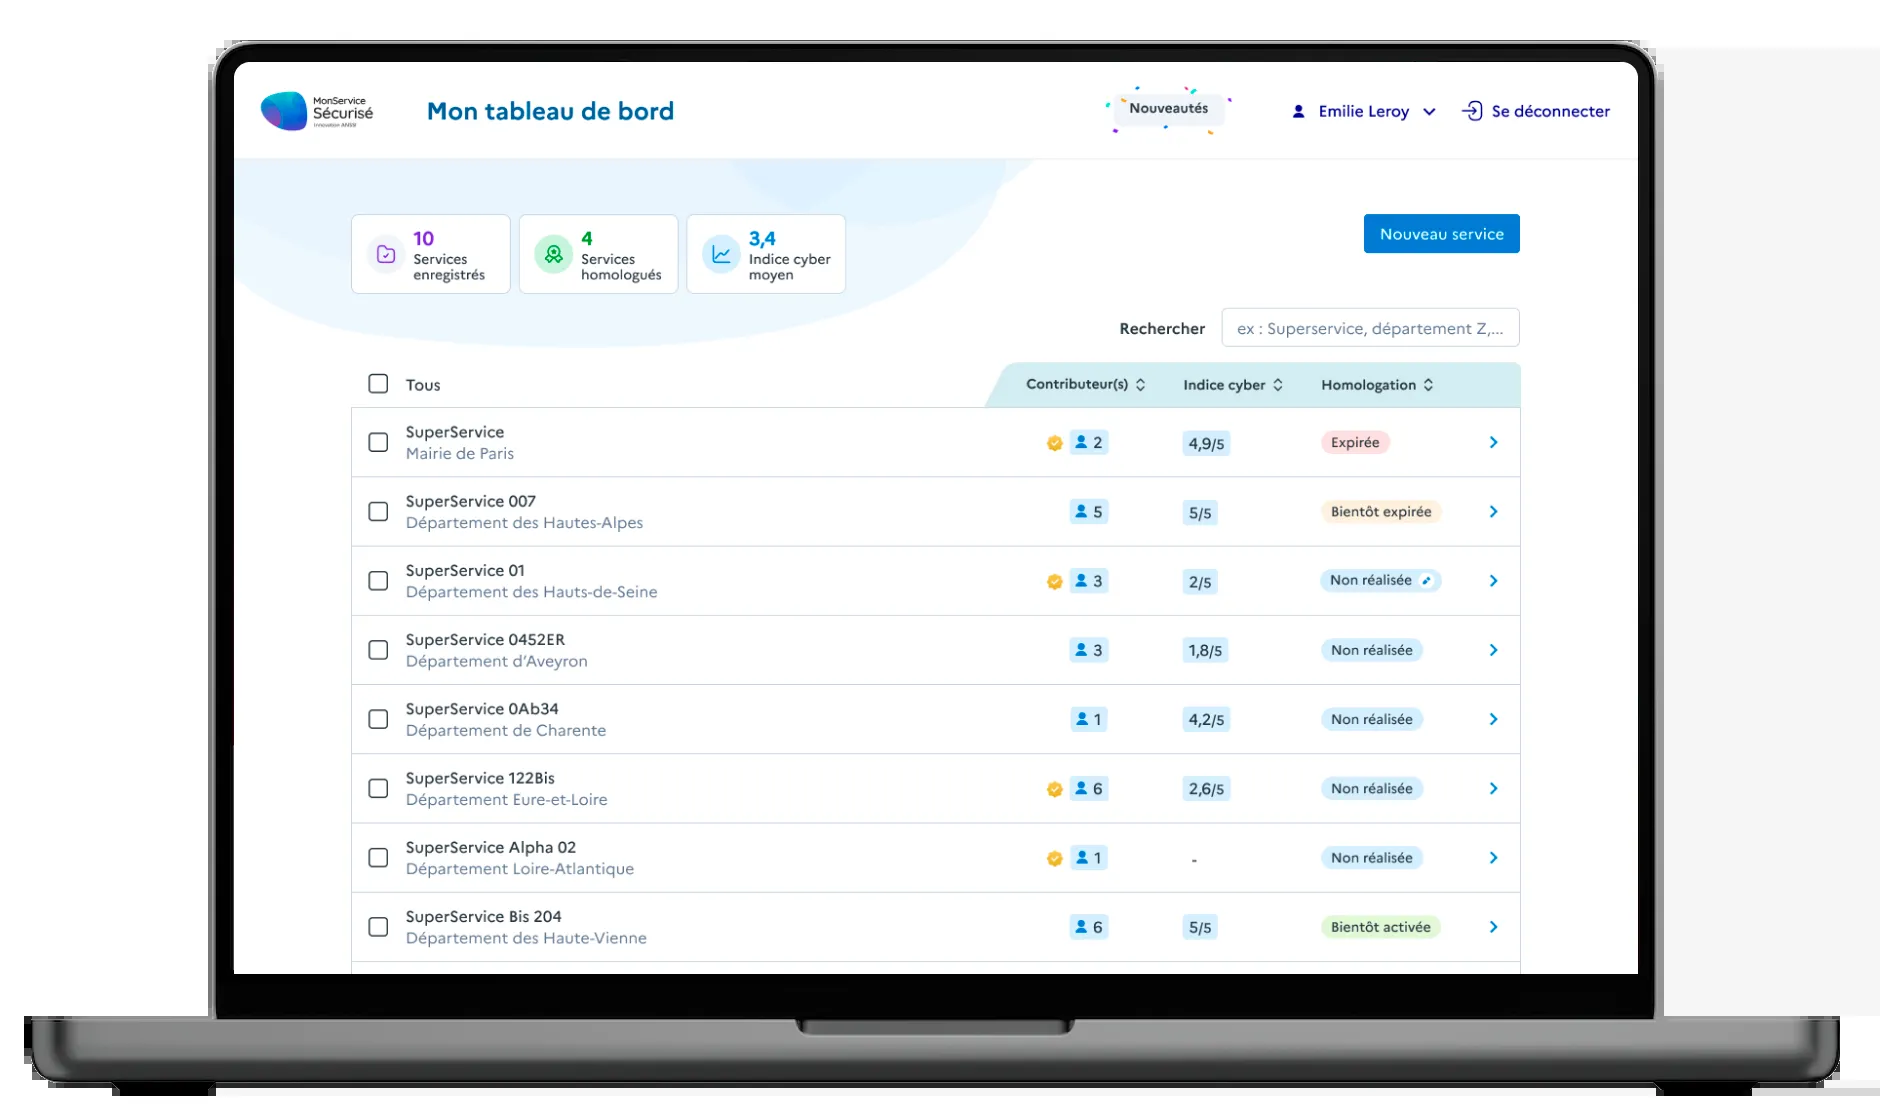 MonService
Sécurisé
Innovation ANSSI
Mon tableau de bord
Nouveautés
Emilie Leroy
Se déconnecter
10
Services
enregistrés
4
Services
homologués
3,4
Indice cyber
moyen
Nouveau service
Rechercher
ex : Superservice, département Z,...
Tous
Contributeur(s)
Indice cyber
Homologation
SuperService
Mairie de Paris
2
4,9/5
Expirée
SuperService 007
Département des Hautes-Alpes
5
5/5
Bientôt expirée
SuperService 01
Département des Hauts-de-Seine
3
2/5
Non réalisée
SuperService 0452ER
Département d’Aveyron
3
1,8/5
Non réalisée
SuperService 0Ab34
Département de Charente
1
4,2/5
Non réalisée
SuperService 122Bis
Département Eure-et-Loire
6
2,6/5
Non réalisée
SuperService Alpha 02
Département Loire-Atlantique
1
-
Non réalisée
SuperService Bis 204
Département des Haute-Vienne
6
5/5
Bientôt activée